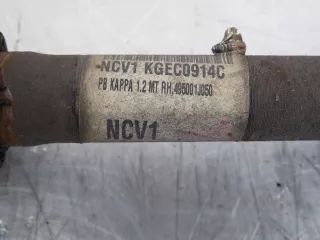 NCV1 KGEC0914C
PB KAPPA 1.2 MT RH,495001J050
NCV1